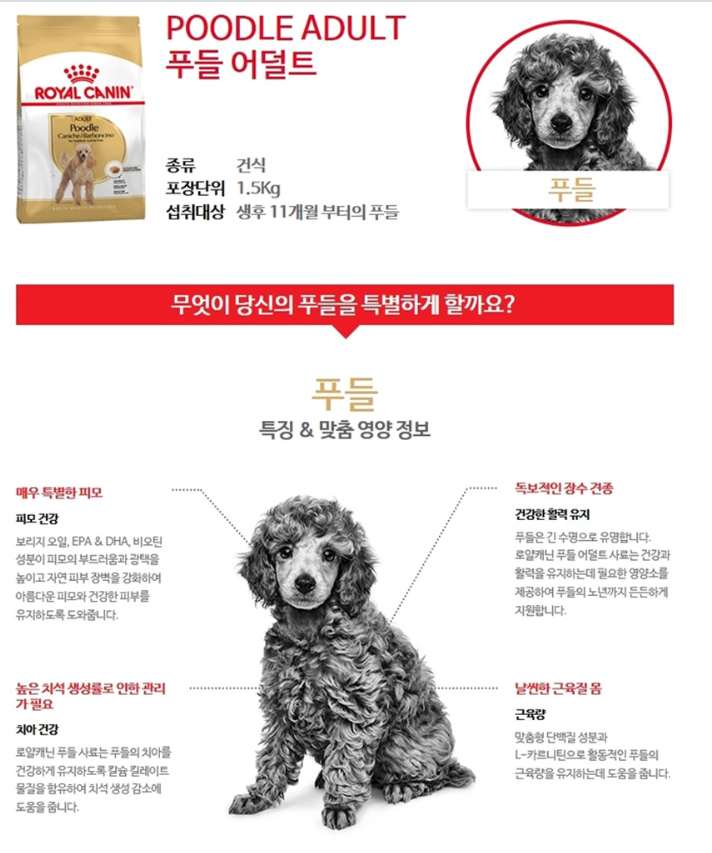 POODLE ADULT
푸들 어덜트
ROYAL CANIN
ADULT
Poodle
Caniche/Barboncino
종류 건식
포장단위 1.5Kg
섭취대상 생후 11개월 부터의 푸들
푸들
무엇이 당신의 푸들을 특별하게 할까요?
푸들
특징 & 맞춤 영양 정보
매우 특별한 피모
피모 건강
보리지 오일, EPA & DHA, 비오틴
성분이 피모의 부드러움과 광택을
높이고 자연 피부 장벽을 강화하여
아름다운 피모와 건강한 피부를
유지하도록 도와줍니다.
독보적인 장수 견종
건강한 활력 유지
푸들은 긴 수명으로 유명합니다.
로얄캐닌 푸들 어덜트 사료는 건강과
활력을 유지하는데 필요한 영양소를
제공하여 푸들의 노년까지 든든하게
지원합니다.
높은 치석 생성률로 인한 관리
가 필요
치아 건강
로얄캐닌 푸들 사료는 푸들의 치아를
건강하게 유지하도록 칼슘 킬레이트
물질을 함유하여 치석 생성 감소에
도움을 줍니다.
날씬한 근육질 몸
근육량
맞춤형 단백질 성분과
L-카르니틴으로 활동적인 푸들의
근육량을 유지하는데 도움을 줍니다.